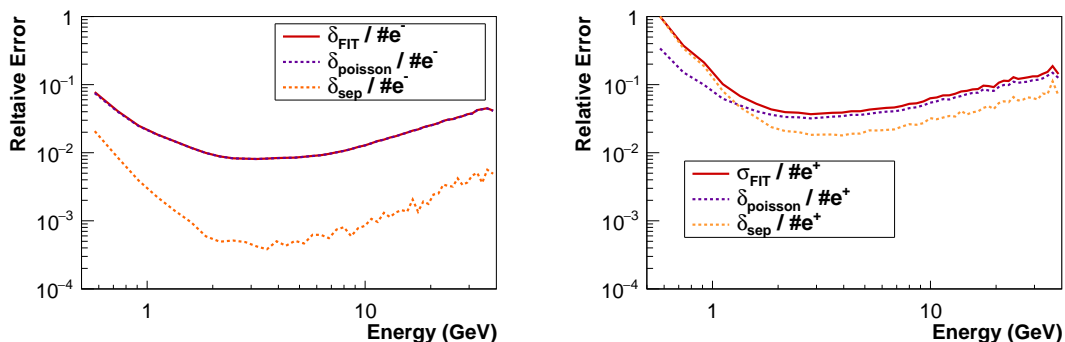 Reltaive Error
1
10⁻¹
10⁻²
10⁻³
10⁻⁴
δFIT / #e⁻
δpoisson / #e⁻
δsep / #e⁻
1
10
Energy (GeV)
Relative Error
1
10⁻¹
10⁻²
10⁻³
10⁻⁴
σFIT / #e⁺
δpoisson / #e⁺
δsep / #e⁺
1
10
Energy (GeV)